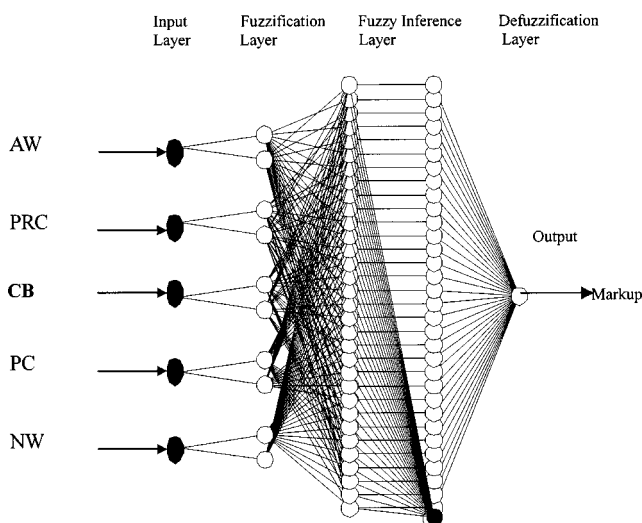 Input
Layer
Fuzzification
Layer
Fuzzy Inference
Layer
Defuzzification
Layer
AW
PRC
CB
PC
NW
Output
Markup